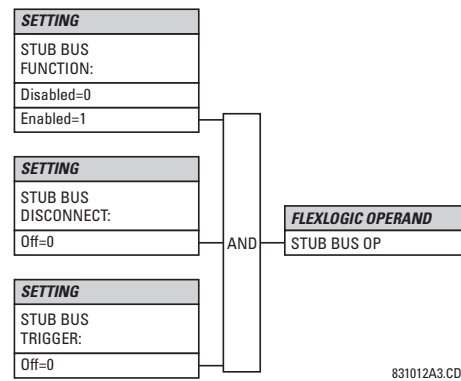 SETTING
STUB BUS
FUNCTION:
Disabled=0
Enabled=1
SETTING
STUB BUS
DISCONNECT:
Off=0
SETTING
STUB BUS
TRIGGER:
Off=0
AND
FLEXLOGIC OPERAND
STUB BUS OP
831012A3.CD